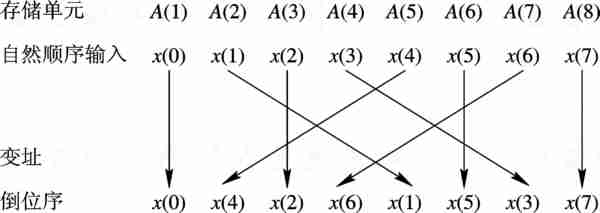 存储单元 A(1) A(2) A(3) A(4) A(5) A(6) A(7) A(8)
自然顺序输入 x(0) x(1) x(2) x(3) x(4) x(5) x(6) x(7)
变址
倒位序 x(0) x(4) x(2) x(6) x(1) x(5) x(3) x(7)